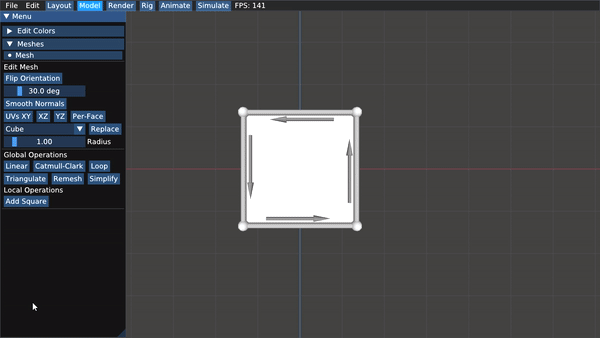 File Edit Layout Model Render Rig Animate Simulate FPS: 141
Menu
Edit Colors
Meshes
Mesh
Edit Mesh
Flip Orientation
30.0 deg
Smooth Normals
UVs XY XZ YZ Per-Face
Cube Replace
1.00 Radius
Global Operations
Linear Catmull-Clark Loop
Triangulate Remesh Simplify
Local Operations
Add Square